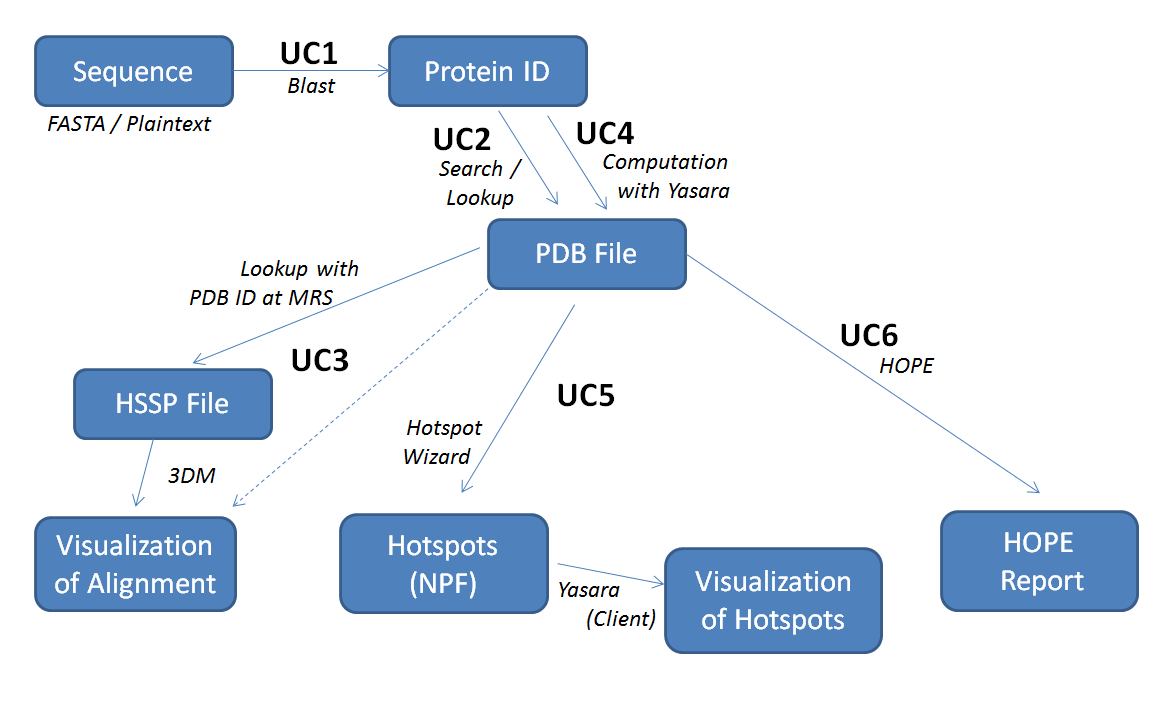 Sequence
UC1
Blast
Protein ID
FASTA / Plaintext
UC2
Search /
Lookup
UC4
Computation
with Yasara
PDB File
Lookup with
PDB ID at MRS
UC3
UC6
HOPE
HSSP File
UC5
Hotspot
Wizard
3DM
Visualization
of Alignment
Hotspots
(NPF)
Yasara
(Client)
Visualization
of Hotspots
HOPE
Report